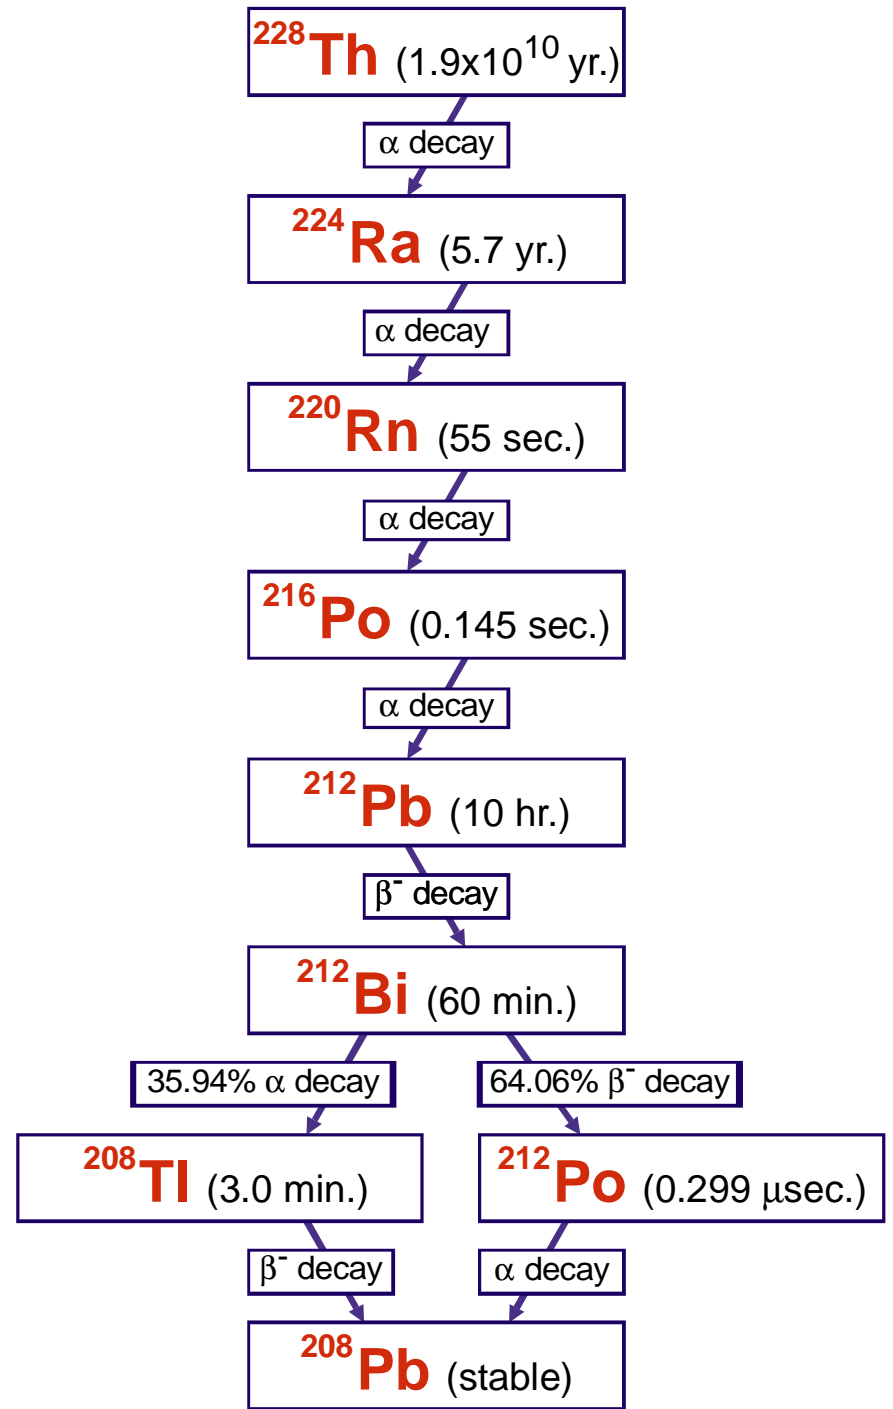 ²²⁸Th (1.9x10¹⁰ yr.)
α decay
²²⁴Ra (5.7 yr.)
α decay
²²⁰Rn (55 sec.)
α decay
²¹⁶Po (0.145 sec.)
α decay
²¹²Pb (10 hr.)
β⁻ decay
²¹²Bi (60 min.)
35.94% α decay
64.06% β⁻ decay
²⁰⁸Tl (3.0 min.)
²¹²Po (0.299 μsec.)
β⁻ decay
α decay
²⁰⁸Pb (stable)